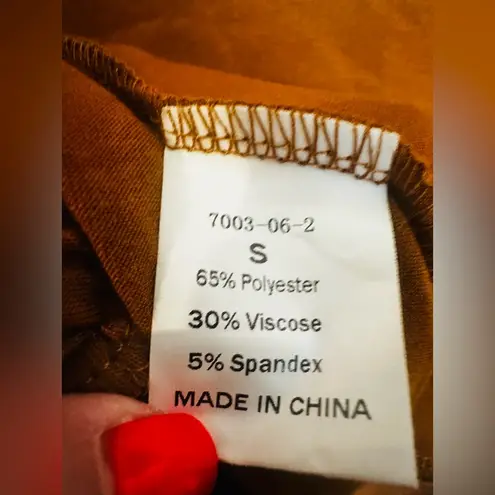 7003-06-2
S
65% Polyester
30% Viscose
5% Spandex
MADE IN CHINA